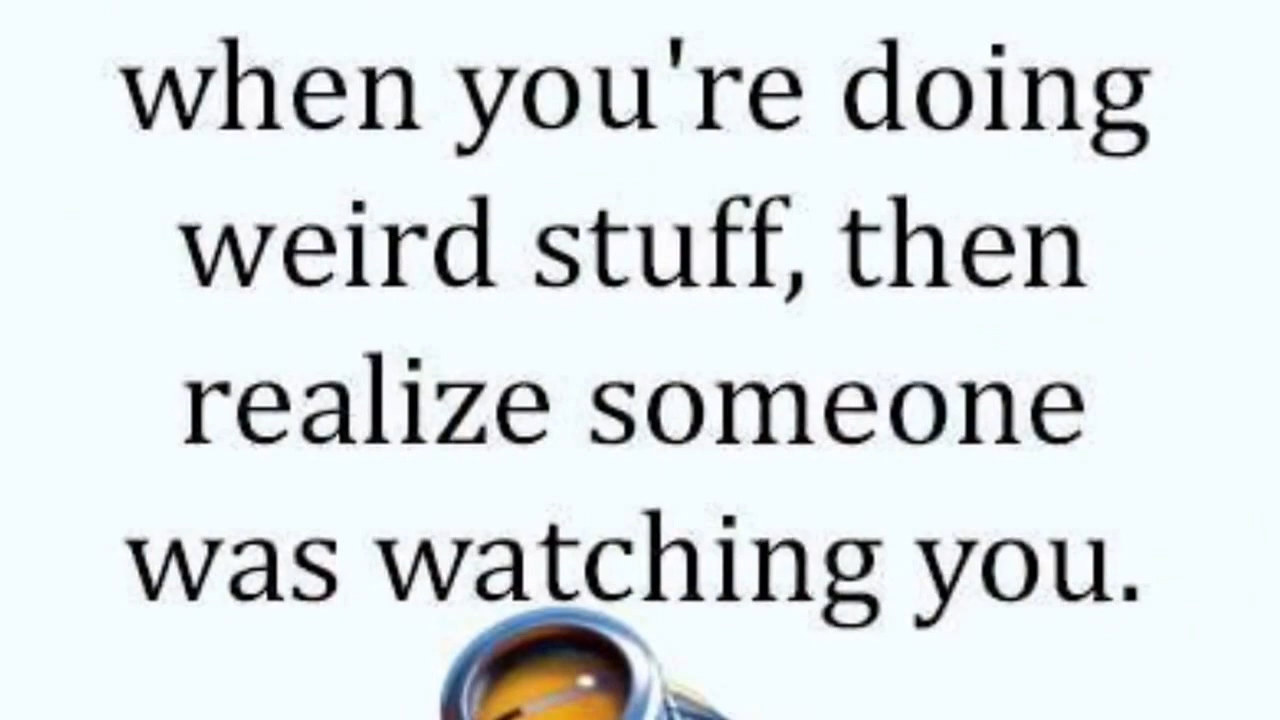 when you're doing
weird stuff, then
realize someone
was watching you.